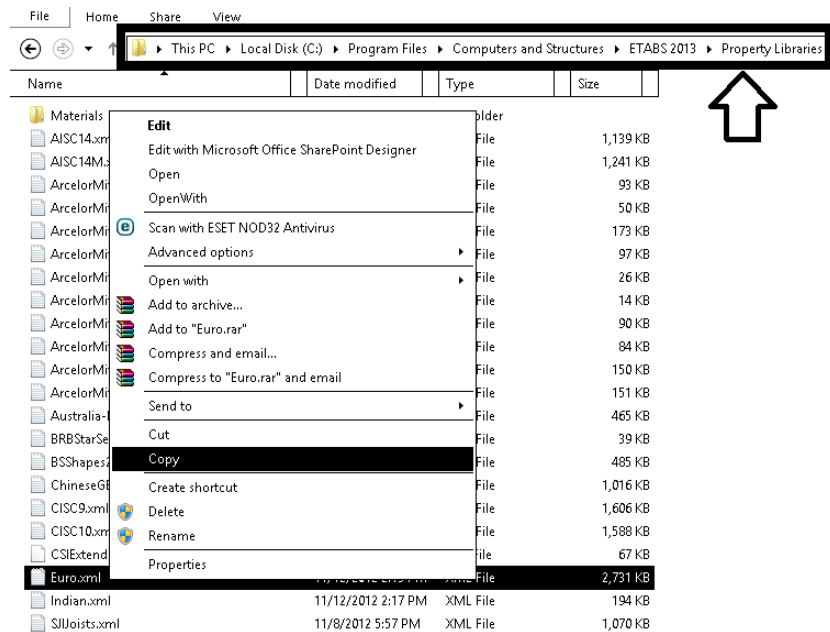 File Home Share View
This PC Local Disk (C:) Program Files Computers and Structures ETABS 2013 Property Libraries
Name Date modified Type Size
Materials older
AISC14.xm File 1,139 KB
AISC14M. File 1,241 KB
ArcelorMi File 93 KB
ArcelorMi File 50 KB
ArcelorMi File 173 KB
ArcelorMi File 97 KB
ArcelorMi File 26 KB
ArcelorMi File 14 KB
ArcelorMi File 90 KB
ArcelorMi File 84 KB
ArcelorMi File 150 KB
ArcelorMi File 151 KB
Australia- File 465 KB
BRBStarSe File 39 KB
BSShapes2 File 485 KB
ChineseGB File 1,016 KB
CISC9.xml File 1,606 KB
CISC10.xm File 1,588 KB
CSIExtend File 67 KB
Euro.xml File 2,731 KB
Indian.xml 11/12/2012 2:17 PM XML File 194 KB
SJIJoists.xml 11/8/2012 5:57 PM XML File 1,070 KB
Edit
Edit with Microsoft Office SharePoint Designer
Open
OpenWith
Scan with ESET NOD32 Antivirus
Advanced options
Open with
Add to archive...
Add to "Euro.rar"
Compress and email...
Compress to "Euro.rar" and email
Send to
Cut
Copy
Create shortcut
Delete
Rename
Properties